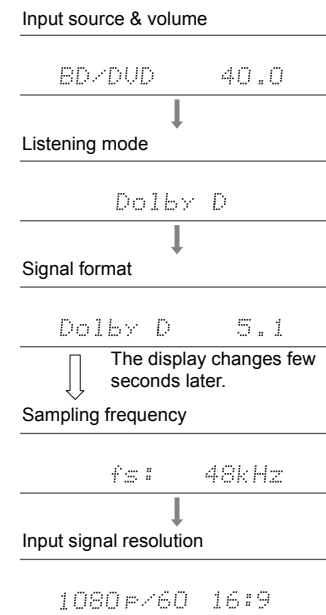 Input source & volume
BD/DVD 40.0
Listening mode
Dolby D
Signal format
Dolby D 5.1
The display changes few
seconds later.
Sampling frequency
fs: 48kHz
Input signal resolution
1080p/60 16:9